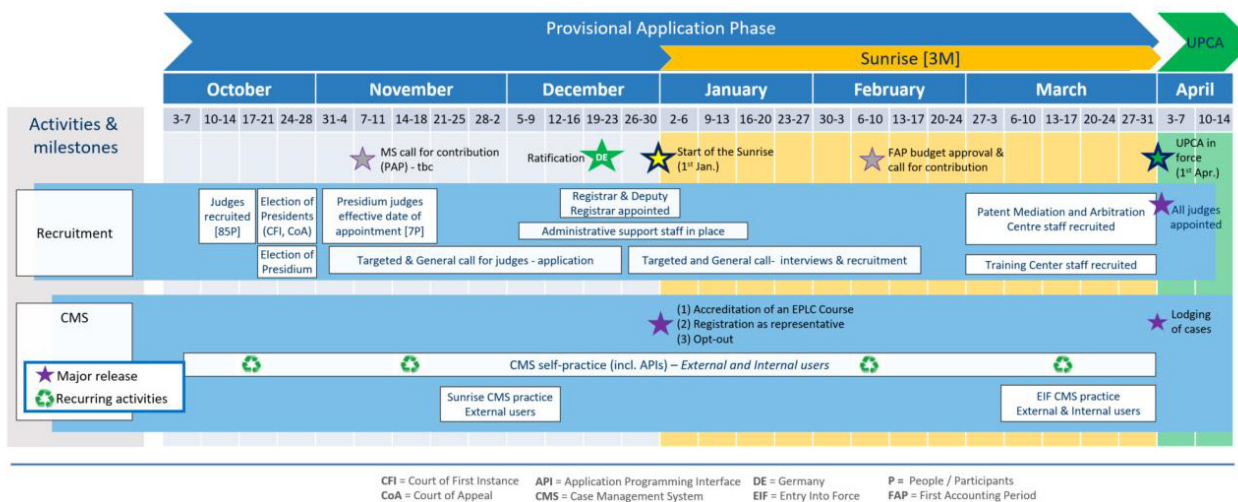 Provisional Application Phase
UPCA
Sunrise [3M]
October November December January February March April
3-7 10-14 17-21 24-28 31-4 7-11 14-18 21-25 28-2 5-9 12-16 19-23 26-30 2-6 9-13 16-20 23-27 30-3 6-10 13-17 20-24 27-3 6-10 13-17 20-24 27-31 3-7 10-14
Activities &
milestones
MS call for contribution
(PAP) - tbc
Ratification
DE
Start of the Sunrise
(1st Jan.)
FAP budget approval &
call for contribution
UPCA in
force
(1st Apr.)
Recruitment
Judges
recruited
[85P]
Election of
Presidents
(CFI, CoA)
Election of
Presidium
Presidium judges
effective date of
appointment [7P]
Registrar & Deputy
Registrar appointed
Administrative support staff in place
Targeted & General call for judges - application
Targeted and General call- interviews & recruitment
Patent Mediation and Arbitration
Centre staff recruited
Training Center staff recruited
All judges
appointed
CMS
(1) Accreditation of an EPLC Course
(2) Registration as representative
(3) Opt-out
Lodging
of cases
CMS self-practice (incl. APIs) – External and Internal users
Sunrise CMS practice
External users
EIF CMS practice
External & Internal users
Major release
Recurring activities
CFI = Court of First Instance API = Application Programming Interface DE = Germany P = People / Participants
CoA = Court of Appeal CMS = Case Management System EIF = Entry Into Force FAP = First Accounting Period